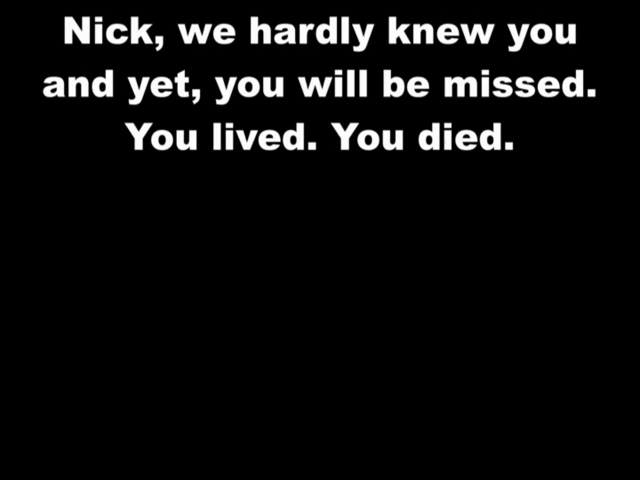 Nick, we hardly knew you
and yet, you will be missed.
You lived. You died.